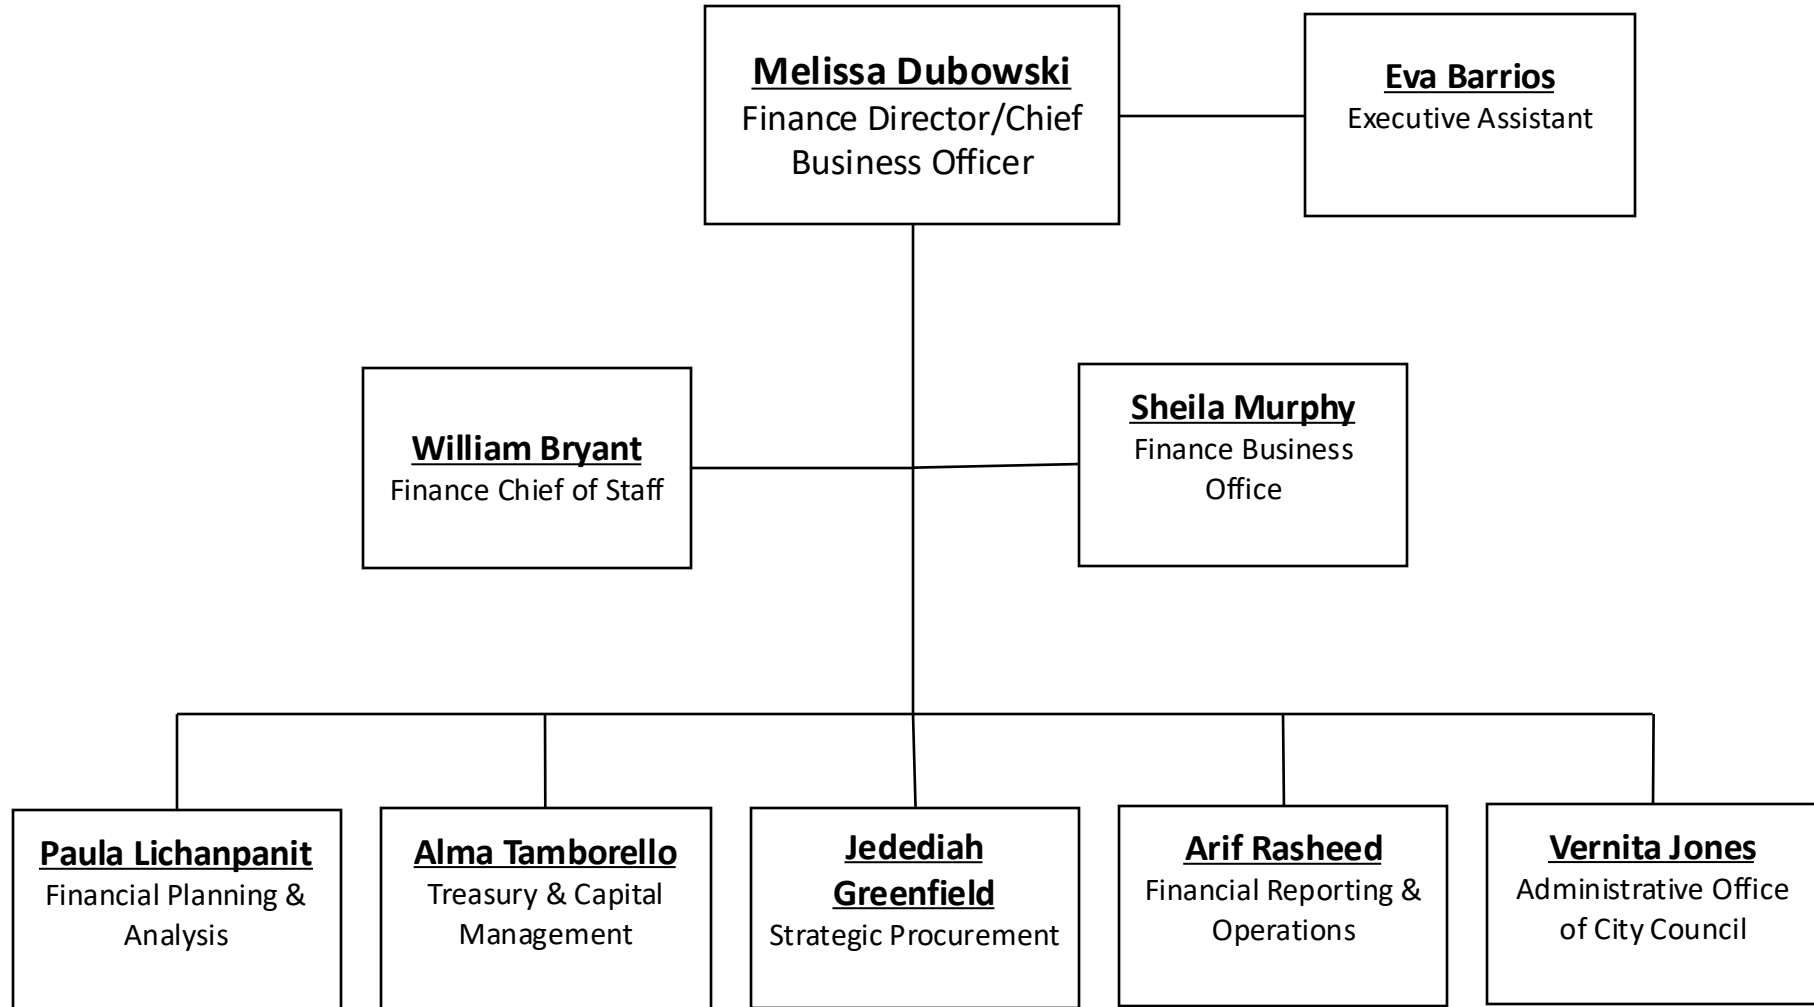 Melissa Dubowski
Finance Director/Chief
Business Officer
Eva Barrios
Executive Assistant
William Bryant
Finance Chief of Staff
Sheila Murphy
Finance Business
Office
Paula Lichanpanit
Financial Planning &
Analysis
Alma Tamborello
Treasury & Capital
Management
Jedediah
Greenfield
Strategic Procurement
Arif Rasheed
Financial Reporting &
Operations
Vernita Jones
Administrative Office
of City Council